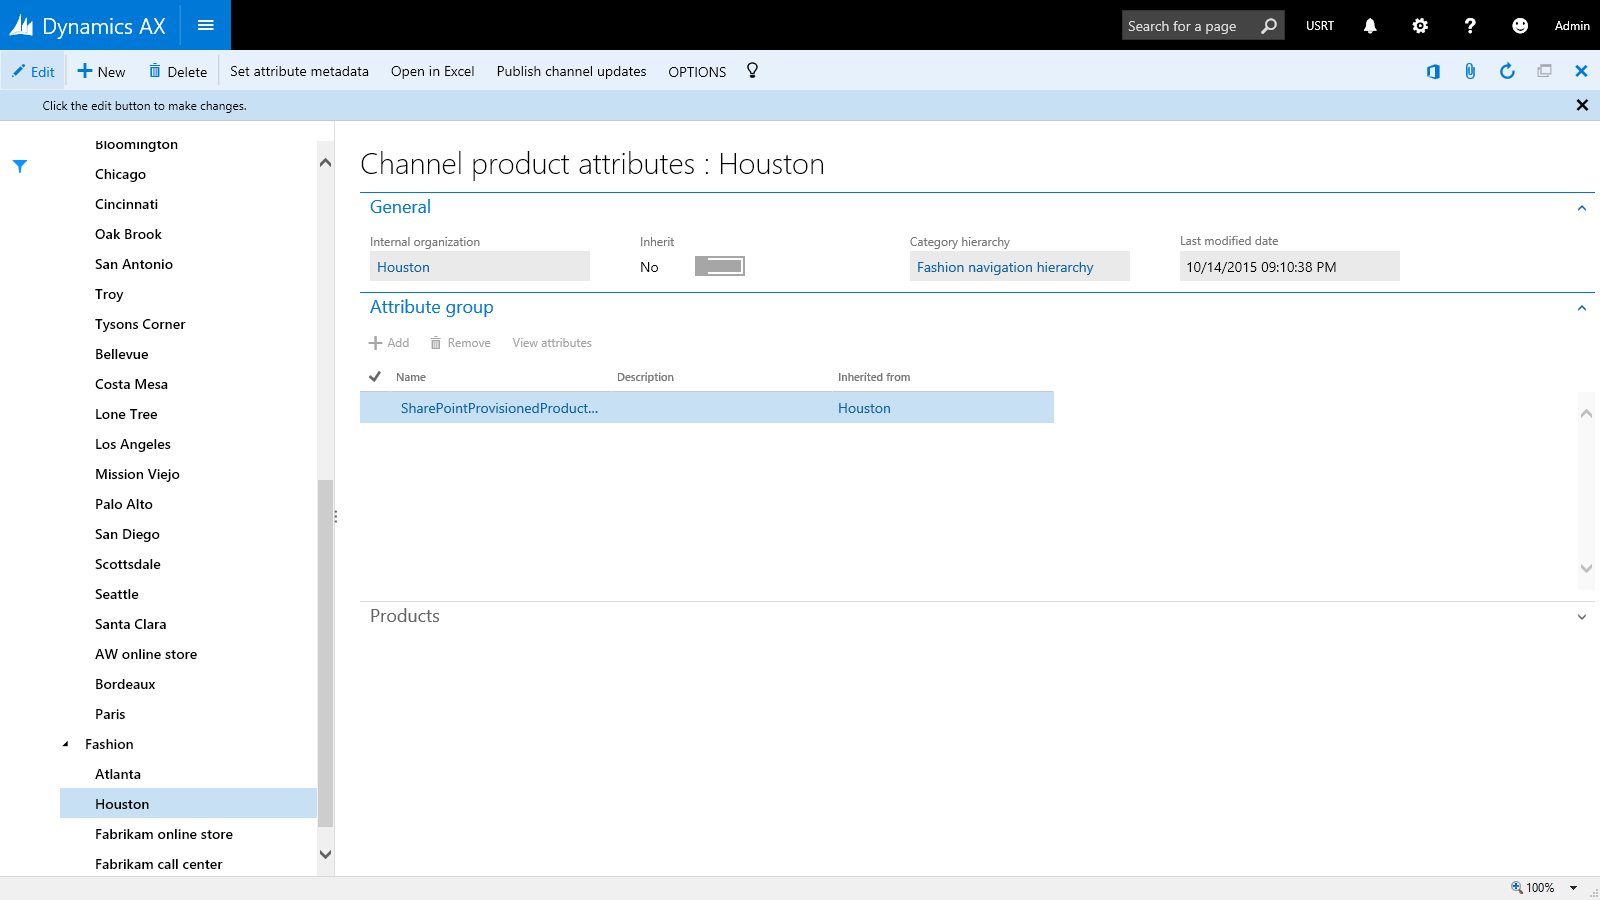 Dynamics AX
Search for a page
USRT
Admin
Edit
New
Delete
Set attribute metadata
Open in Excel
Publish channel updates
OPTIONS
Click the edit button to make changes.
Bloomington
Chicago
Cincinnati
Oak Brook
San Antonio
Troy
Tysons Corner
Bellevue
Costa Mesa
Lone Tree
Los Angeles
Mission Viejo
Palo Alto
San Diego
Scottsdale
Seattle
Santa Clara
AW online store
Bordeaux
Paris
Fashion
Atlanta
Houston
Fabrikam online store
Fabrikam call center
Channel product attributes : Houston
General
Internal organization
Houston
Inherit
No
Category hierarchy
Fashion navigation hierarchy
Last modified date
10/14/2015 09:10:38 PM
Attribute group
Add
Remove
View attributes
Name
Description
Inherited from
SharePointProvisionedProduct...
Houston
Products
100%